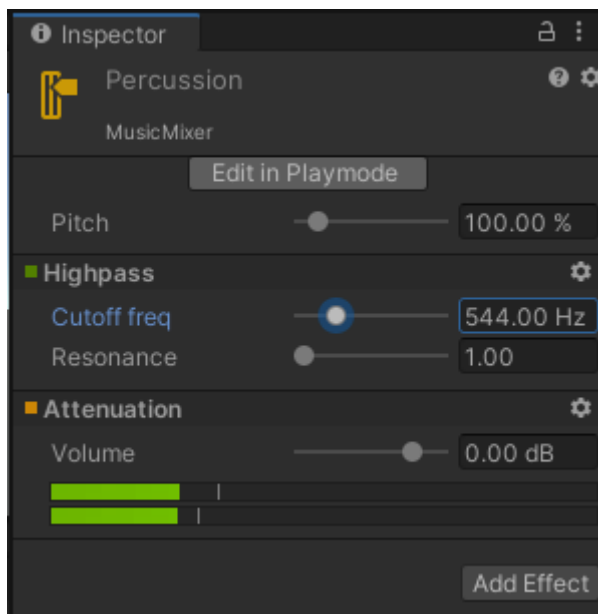 Inspector
Percussion
MusicMixer
Edit in Playmode
Pitch 100.00 %
Highpass
Cutoff freq 544.00 Hz
Resonance 1.00
Attenuation
Volume 0.00 dB
Add Effect